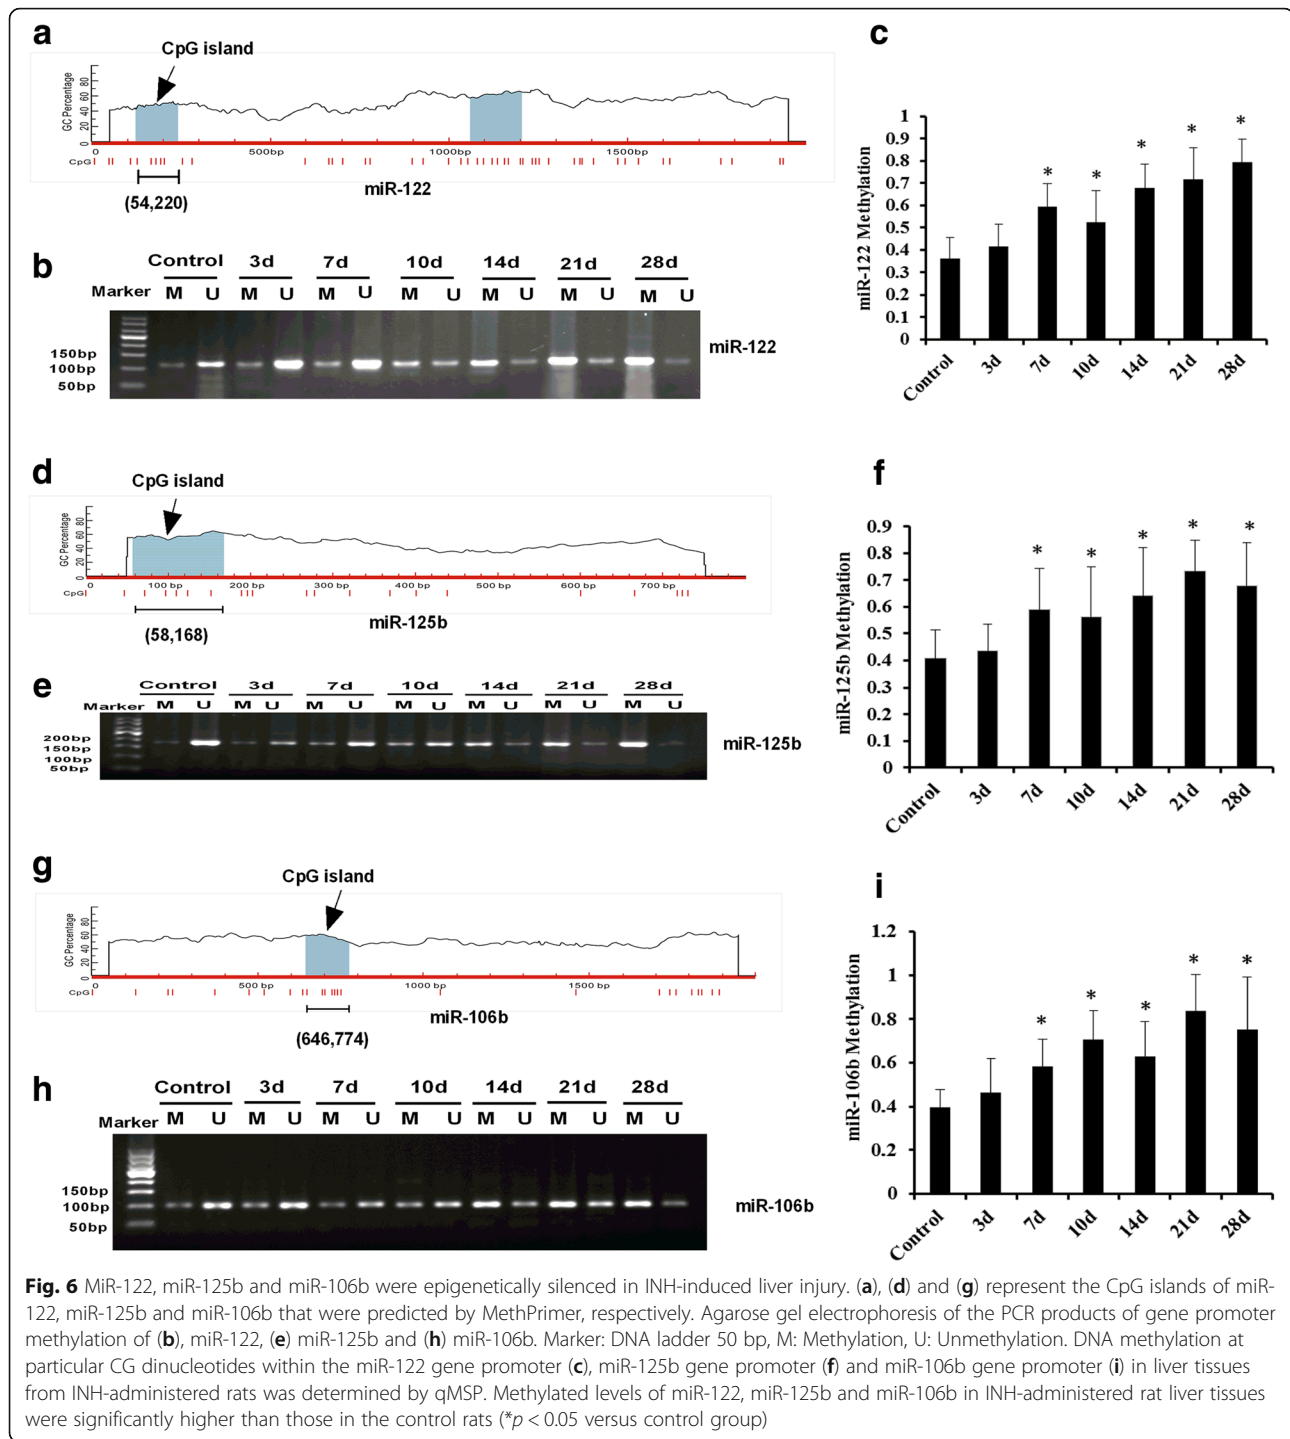 a
CpG island
GC Percentage
0 20 40 60 80
0 500bp 1000bp 1500bp
CpG
miR-122
(54,220)
b
Control 3d 7d 10d 14d 21d 28d
Marker M U M U M U M U M U M U M U
150bp
100bp
50bp
miR-122
c
miR-122 Methylation
1
0.9
0.8
0.7
0.6
0.5
0.4
0.3
0.2
0.1
0
* * * * *
Control 3d 7d 10d 14d 21d 28d
d
CpG island
GC Percentage
0 20 40 60 80
0 100 bp 200 bp 300 bp 400 bp 500 bp 600 bp 700 bp
CpG
miR-125b
(58,168)
e
Control 3d 7d 10d 14d 21d 28d
Marker M U M U M U M U M U M U M U
200bp
150bp
100bp
50bp
miR-125b
f
miR-125b Methylation
0.9
0.8
0.7
0.6
0.5
0.4
0.3
0.2
0.1
0
* * * * *
Control 3d 7d 10d 14d 21d 28d
g
CpG island
GC Percentage
0 20 40 60 80
0 500 bp 1000 bp 1500 bp
CpG
miR-106b
(646,774)
h
Control 3d 7d 10d 14d 21d 28d
Marker M U M U M U M U M U M U M U
150bp
100bp
50bp
miR-106b
i
miR-106b Methylation
1.2
1
0.8
0.6
0.4
0.2
0
* * * * *
Control 3d 7d 10d 14d 21d 28d
Fig. 6 MiR-122, miR-125b and miR-106b were epigenetically silenced in INH-induced liver injury. (a), (d) and (g) represent the CpG islands of miR-
122, miR-125b and miR-106b that were predicted by MethPrimer, respectively. Agarose gel electrophoresis of the PCR products of gene promoter
methylation of (b), miR-122, (e) miR-125b and (h) miR-106b. Marker: DNA ladder 50 bp, M: Methylation, U: Unmethylation. DNA methylation at
particular CG dinucleotides within the miR-122 gene promoter (c), miR-125b gene promoter (f) and miR-106b gene promoter (i) in liver tissues
from INH-administered rats was determined by qMSP. Methylated levels of miR-122, miR-125b and miR-106b in INH-administered rat liver tissues
were significantly higher than those in the control rats (*p < 0.05 versus control group)